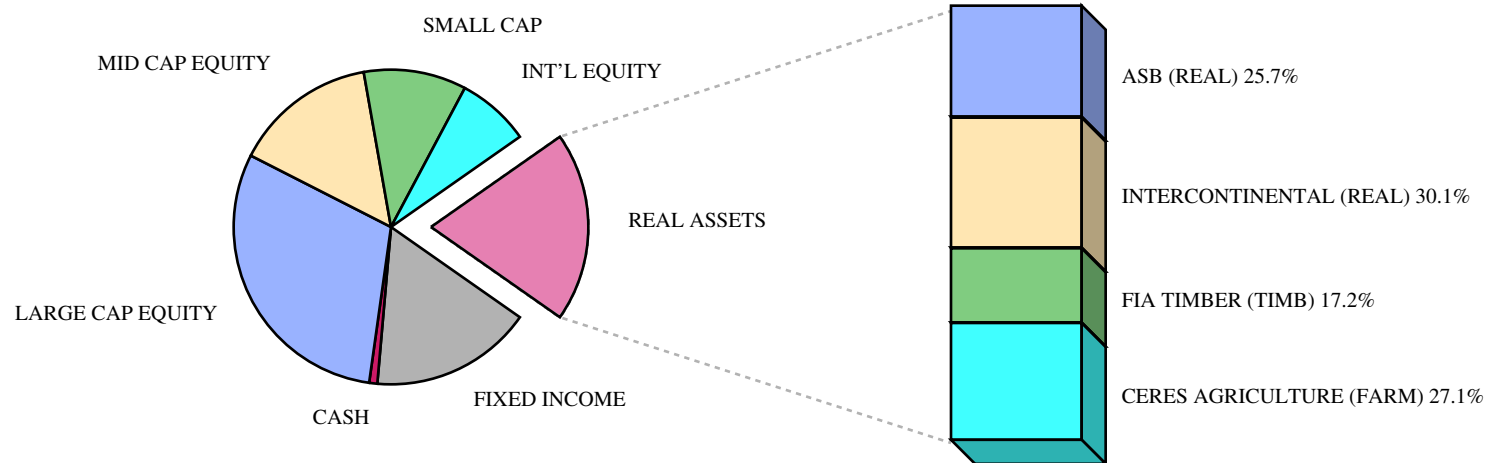 SMALL CAP
MID CAP EQUITY
INT'L EQUITY
REAL ASSETS
LARGE CAP EQUITY
FIXED INCOME
CASH
ASB (REAL) 25.7%
INTERCONTINENTAL (REAL) 30.1%
FIA TIMBER (TIMB) 17.2%
CERES AGRICULTURE (FARM) 27.1%